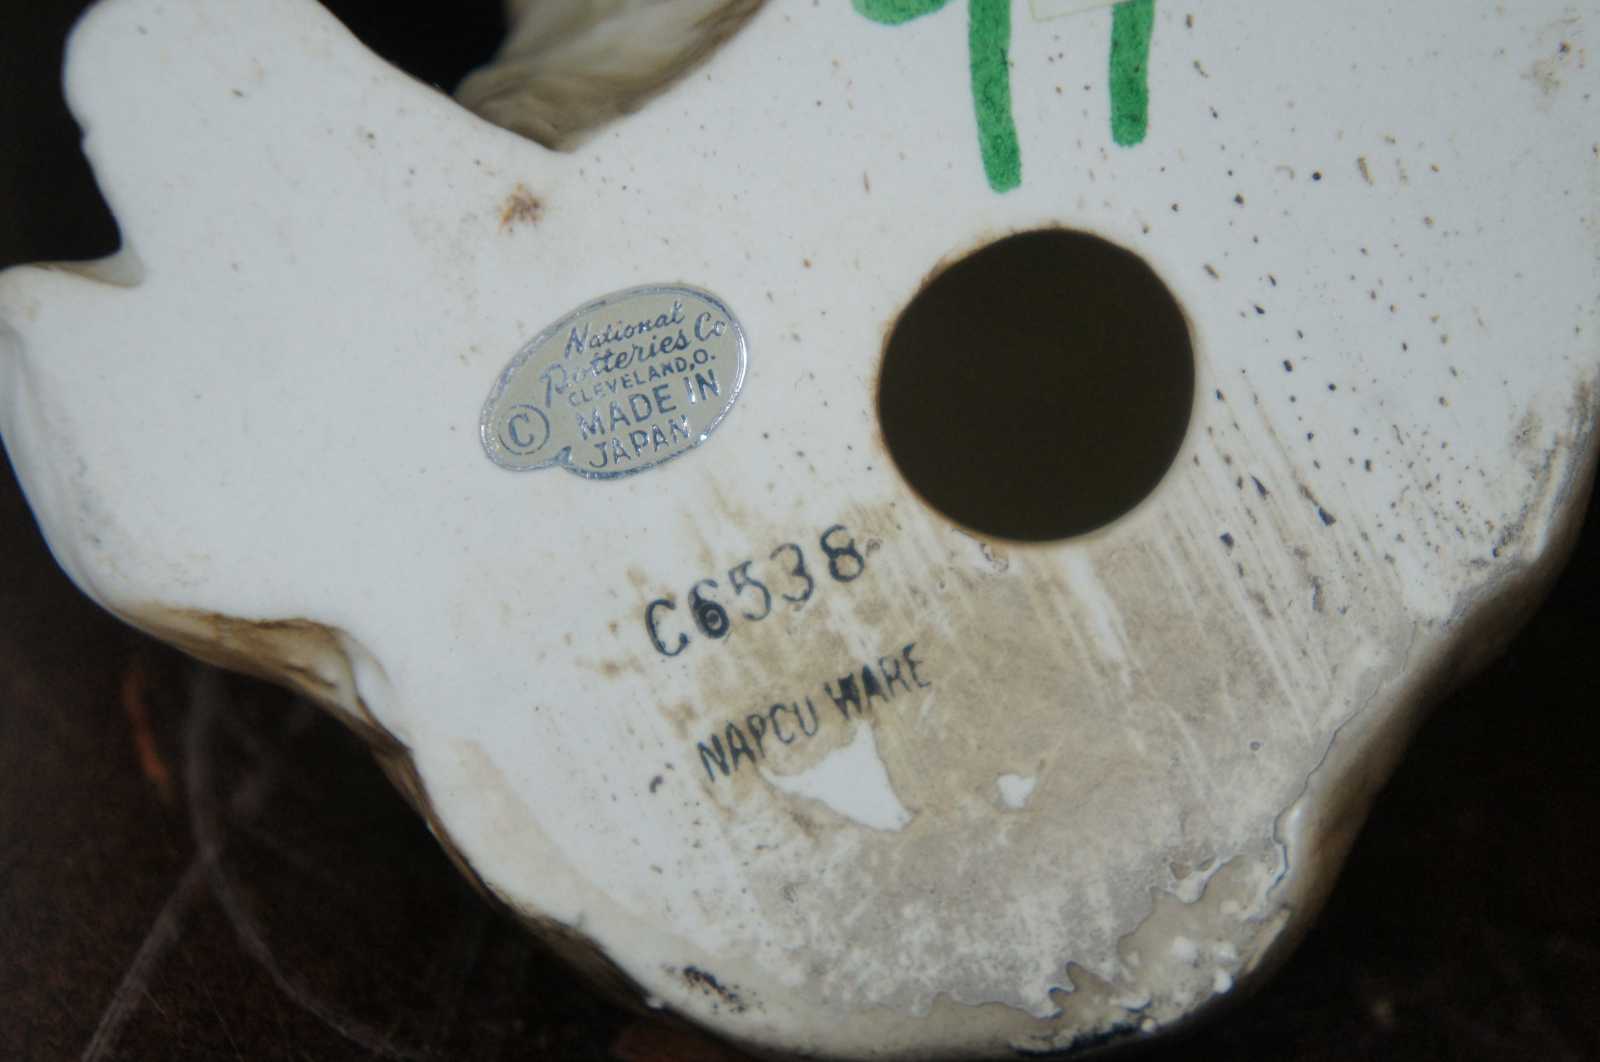 National
Potteries Co
CLEVELAND, O.
© MADE IN
JAPAN
C6538
NAPCU WARE